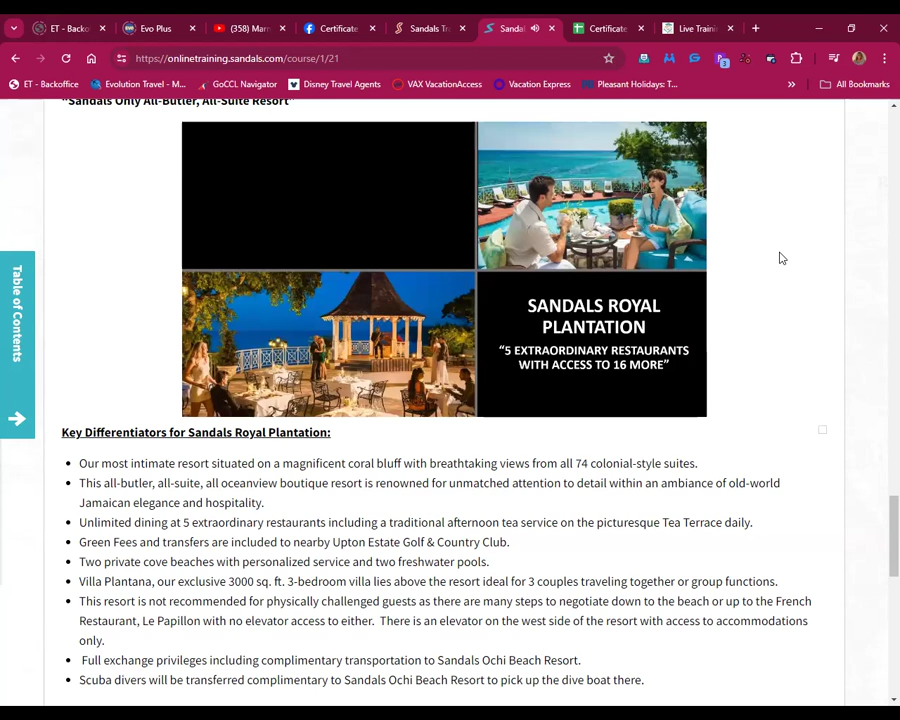 ET - Backo
Evo Plus
(358) Marr
Certificate
Sandals Tr
Sandal
Certificate
Live Traini
https://onlinetraining.sandals.com/course/1/21
ET - Backoffice
Evolution Travel - M...
GoCCL Navigator
Disney Travel Agents
VAX VacationAccess
Vacation Express
Pleasant Holidays: T...
All Bookmarks
"Sandals Only All-Butler, All-Suite Resort"
SANDALS ROYAL
PLANTATION
"5 EXTRAORDINARY RESTAURANTS
WITH ACCESS TO 16 MORE"
Table of Contents
Key Differentiators for Sandals Royal Plantation:
Our most intimate resort situated on a magnificent coral bluff with breathtaking views from all 74 colonial-style suites.
This all-butler, all-suite, all oceanview boutique resort is renowned for unmatched attention to detail within an ambiance of old-world
Jamaican elegance and hospitality.
Unlimited dining at 5 extraordinary restaurants including a traditional afternoon tea service on the picturesque Tea Terrace daily.
Green Fees and transfers are included to nearby Upton Estate Golf & Country Club.
Two private cove beaches with personalized service and two freshwater pools.
Villa Plantana, our exclusive 3000 sq. ft. 3-bedroom villa lies above the resort ideal for 3 couples traveling together or group functions.
This resort is not recommended for physically challenged guests as there are many steps to negotiate down to the beach or up to the French
Restaurant, Le Papillon with no elevator access to either. There is an elevator on the west side of the resort with access to accommodations
only.
Full exchange privileges including complimentary transportation to Sandals Ochi Beach Resort.
Scuba divers will be transferred complimentary to Sandals Ochi Beach Resort to pick up the dive boat there.